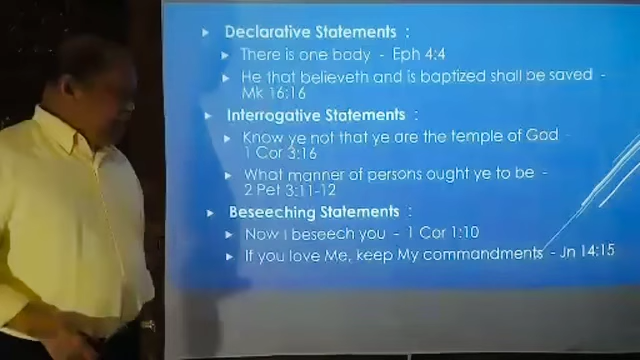 Declarative Statements :
There is one body - Eph 4:4
He that believeth and is baptized shall be saved -
Mk 16:16
Interrogative Statements :
Know ye not that ye are the temple of God -
1 Cor 3:16
What manner of persons ought ye to be -
2 Pet 3:11-12
Beseeching Statements :
Now I beseech you - 1 Cor 1:10
If you love Me, keep My commandments - Jn 14:15